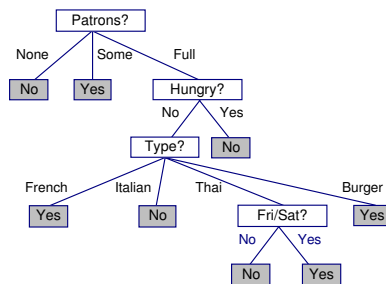 Patrons?
None Some Full
No Yes Hungry?
No Yes
Type? No
French Italian Thai Burger
Yes No Fri/Sat? Yes
No Yes
No Yes